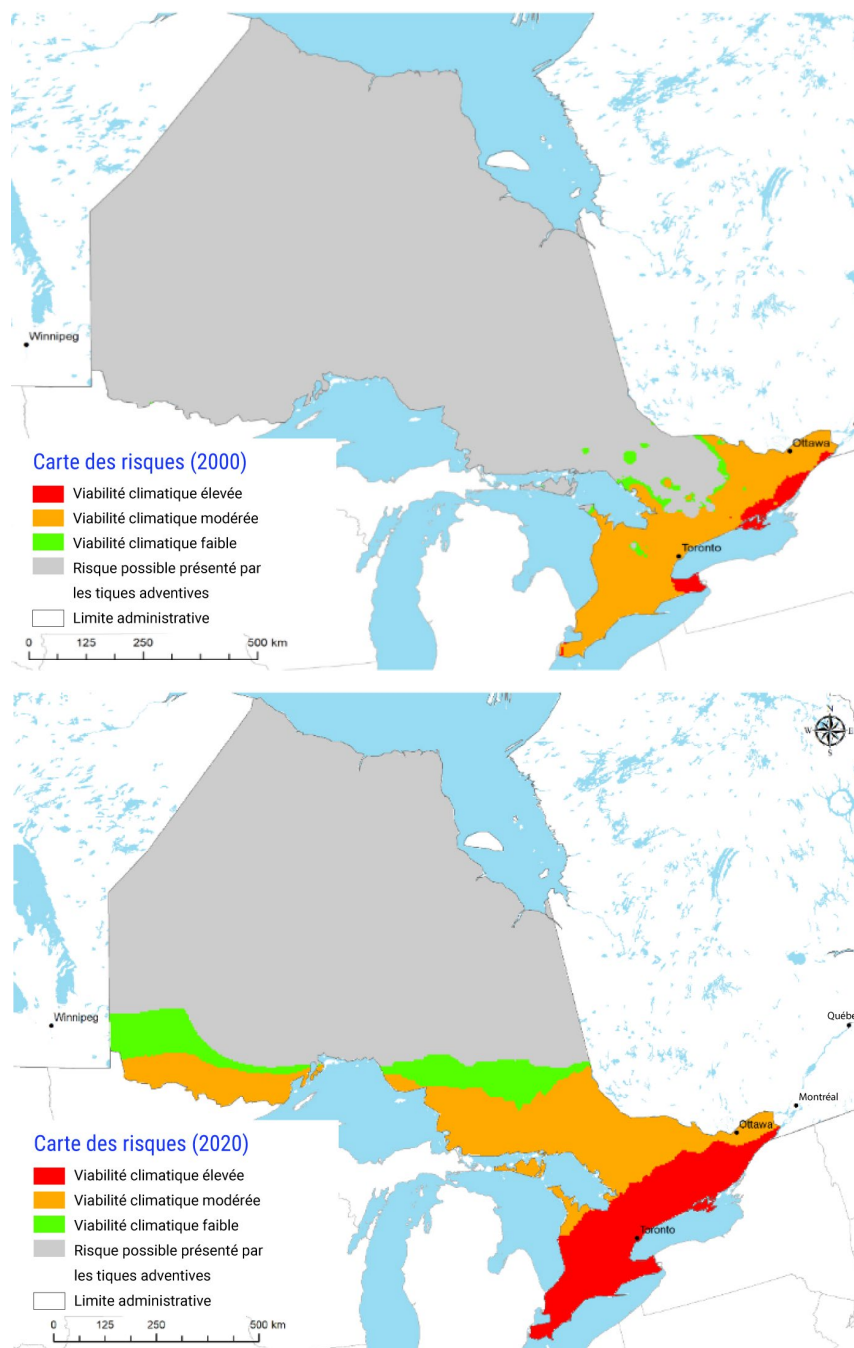 Winnipeg
Ottawa
Carte des risques (2000)
Viabilité climatique élevée
Viabilité climatique modérée
Viabilité climatique faible
Toronto
Risque possible présenté par
les tiques adventives
Limite administrative
0 125 250 500 km
N
W E
S
Winnipeg
Québe
Montréal
Ottawa
Carte des risques (2020)
Viabilité climatique élevée
Viabilité climatique modérée
Viabilité climatique faible
Toronto
Risque possible présenté par
les tiques adventives
Limite administrative
0 125 250 500 km